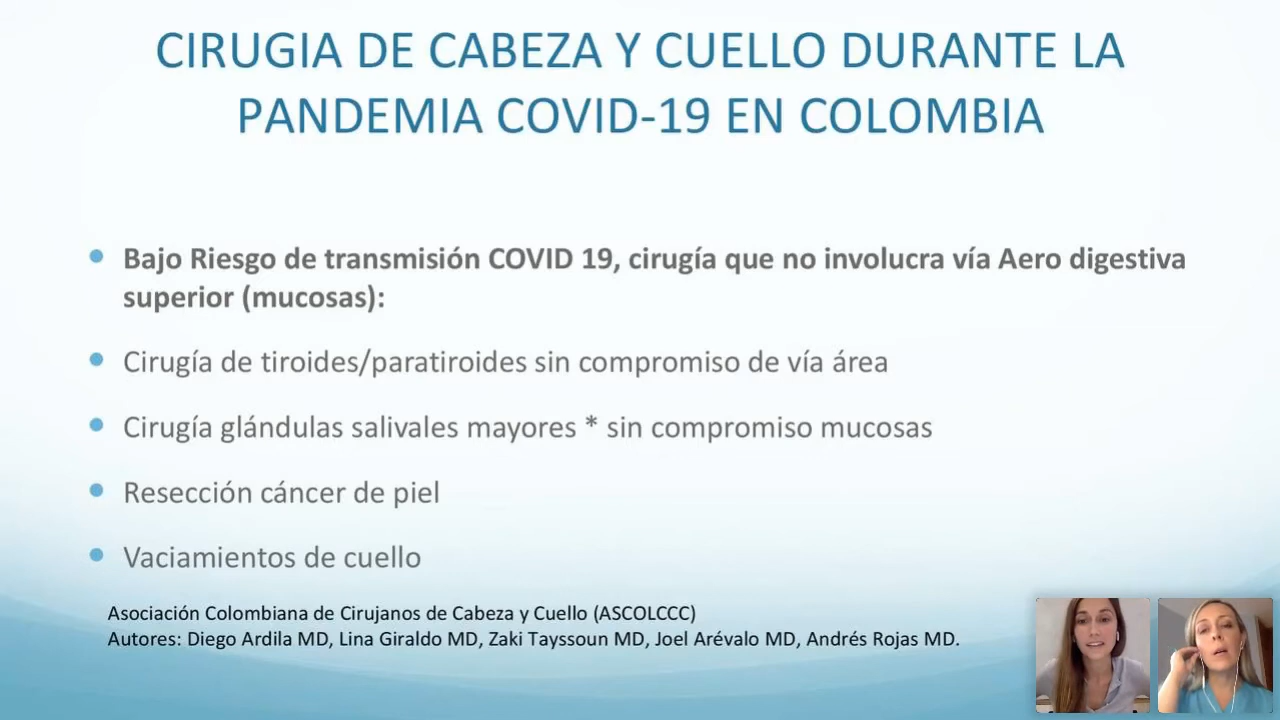 CIRUGIA DE CABEZA Y CUELLO DURANTE LA
PANDEMIA COVID-19 EN COLOMBIA
• Bajo Riesgo de transmisión COVID 19, cirugía que no involucra vía Aero digestiva
superior (mucosas):
• Cirugía de tiroides/paratiroides sin compromiso de vía área
• Cirugía glándulas salivales mayores * sin compromiso mucosas
• Resección cáncer de piel
• Vaciamientos de cuello
Asociación Colombiana de Cirujanos de Cabeza y Cuello (ASCOLCCC)
Autores: Diego Ardila MD, Lina Giraldo MD, Zaki Tayssoun MD, Joel Arévalo MD, Andrés Rojas MD.